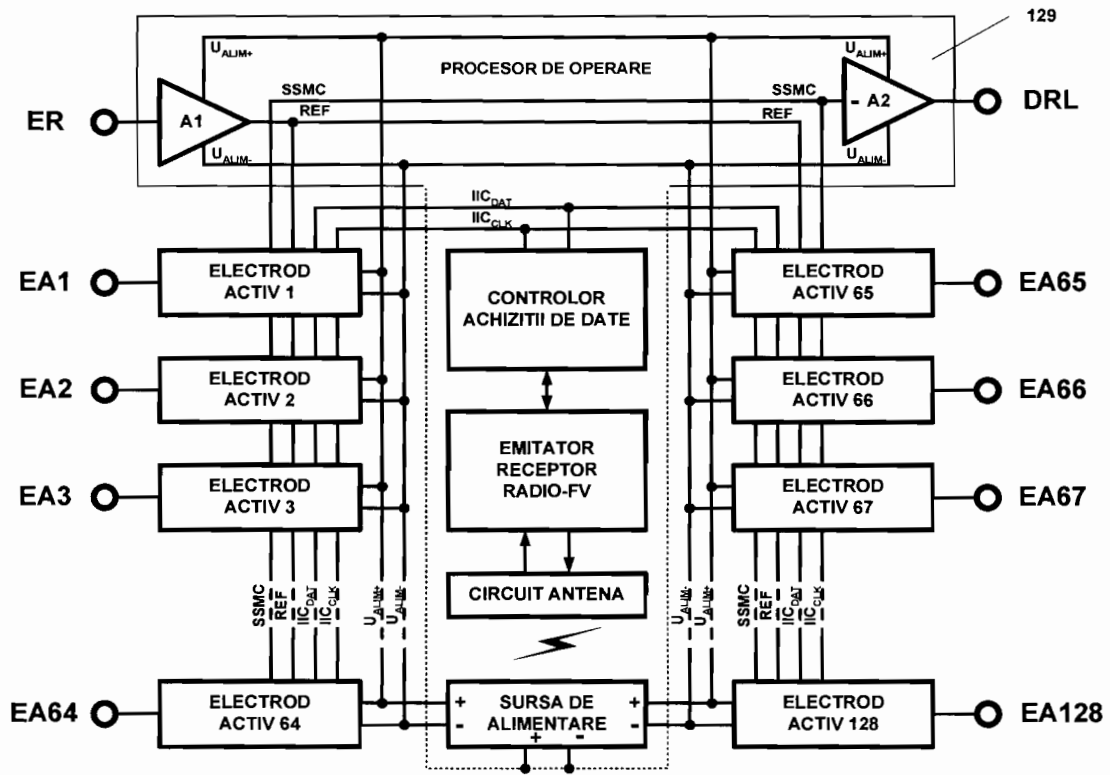 129
U_ALIM+
U_ALIM+
PROCESOR DE OPERARE
SSMC
SSMC
ER
A1
REF
REF
- A2
DRL
U_ALIM-
U_ALIM-
IIC_DAT
IIC_CLK
EA1
ELECTROD
ACTIV 1
CONTROLOR
ACHIZITII DE DATE
ELECTROD
ACTIV 65
EA65
EA2
ELECTROD
ACTIV 2
ELECTROD
ACTIV 66
EA66
EMITATOR
RECEPTOR
RADIO-FV
EA3
ELECTROD
ACTIV 3
ELECTROD
ACTIV 67
EA67
CIRCUIT ANTENA
SSMC
REF
IIC_DAT
IIC_CLK
U_ALIM+
U_ALIM-
U_ALIM-
U_ALIM+
SSMC
REF
IIC_DAT
IIC_CLK
EA64
ELECTROD
ACTIV 64
+
-
SURSA DE
ALIMENTARE
+ -
+
-
ELECTROD
ACTIV 128
EA128